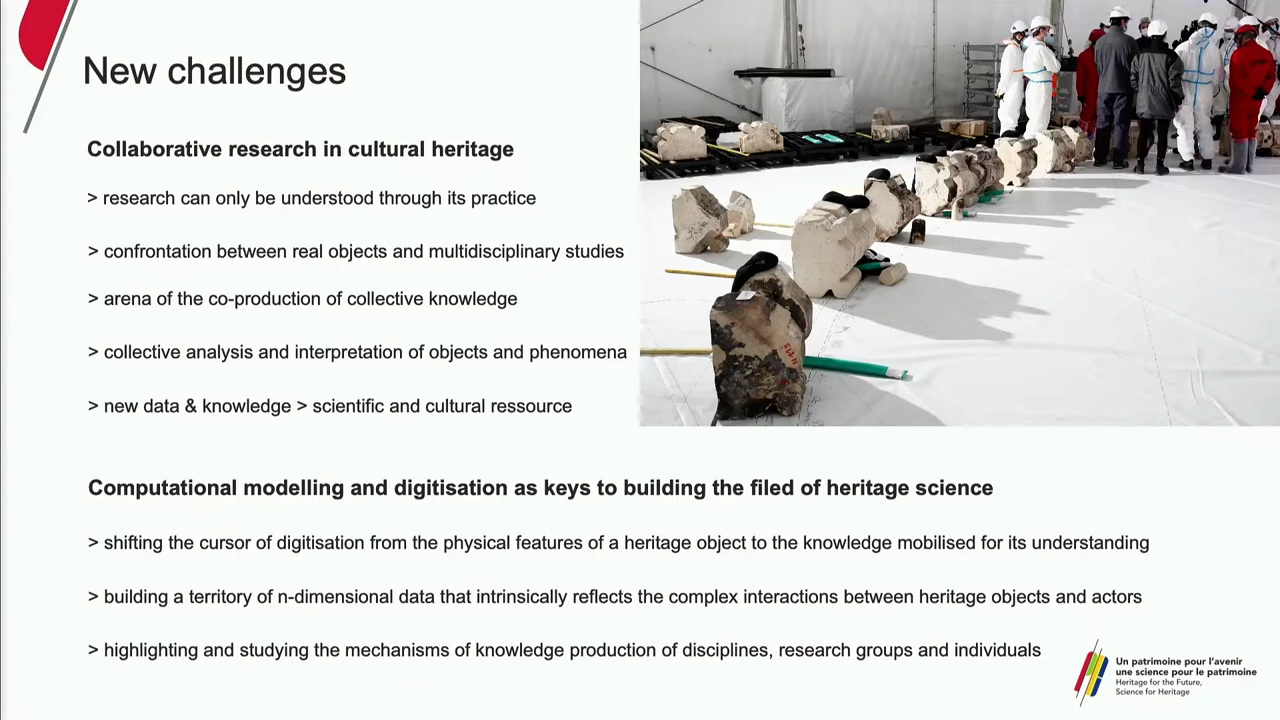 New challenges
Collaborative research in cultural heritage
> research can only be understood through its practice
> confrontation between real objects and multidisciplinary studies
> arena of the co-production of collective knowledge
> collective analysis and interpretation of objects and phenomena
> new data & knowledge > scientific and cultural ressource
Computational modelling and digitisation as keys to building the filed of heritage science
> shifting the cursor of digitisation from the physical features of a heritage object to the knowledge mobilised for its understanding
> building a territory of n-dimensional data that intrinsically reflects the complex interactions between heritage objects and actors
> highlighting and studying the mechanisms of knowledge production of disciplines, research groups and individuals
Un patrimoine pour l'avenir
une science pour le patrimoine
Heritage for the Future,
Science for Heritage